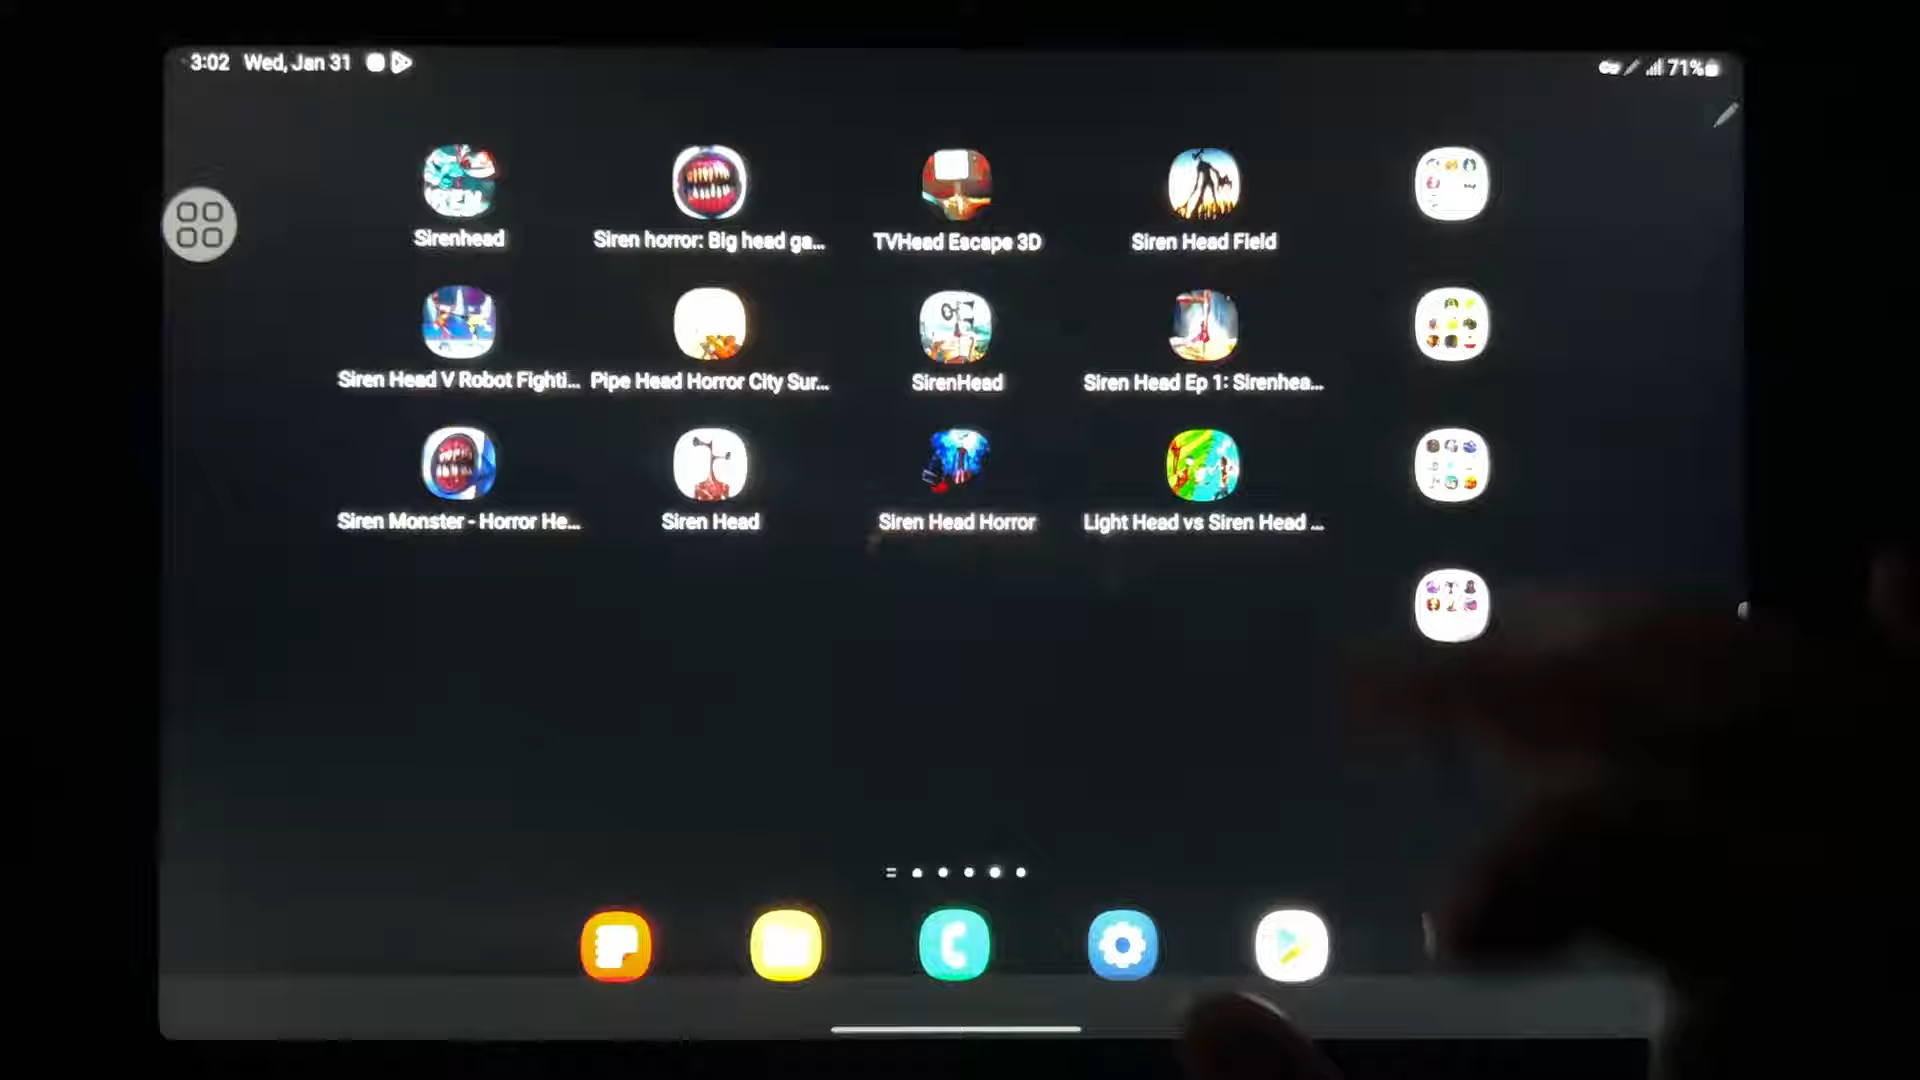 3:02 Wed, Jan 31
71%
Sirenhead
Siren horror: Big head ga...
TVHead Escape 3D
Siren Head Field
Siren Head V Robot Fighti...
Pipe Head Horror City Sur...
SirenHead
Siren Head Ep 1: Sirenhea...
Siren Monster - Horror He...
Siren Head
Siren Head Horror
Light Head vs Siren Head ...